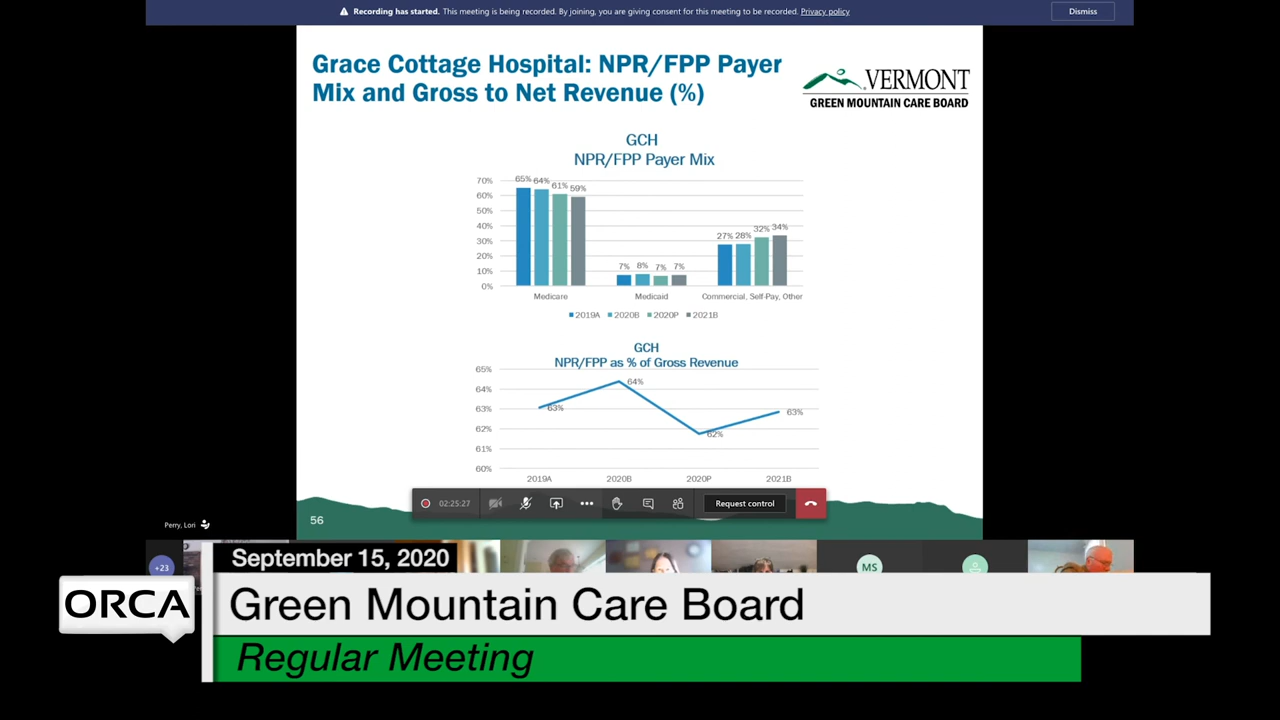 Recording has started. This meeting is being recorded. By joining, you are giving consent for this meeting to be recorded. Privacy policy
Dismiss
Grace Cottage Hospital: NPR/FPP Payer
Mix and Gross to Net Revenue (%)
VERMONT
GREEN MOUNTAIN CARE BOARD
GCH
NPR/FPP Payer Mix
70%
60%
50%
40%
30%
20%
10%
0%
65% 64% 61% 59%
7% 8% 7% 7%
27% 28% 32% 34%
Medicare Medicaid Commercial, Self-Pay, Other
2019A 2020B 2020P 2021B
GCH
NPR/FPP as % of Gross Revenue
65%
64%
63%
62%
61%
60%
63% 64% 62% 63%
2019A 2020B 2020P 2021B
02:25:27
Request control
56
Perry, Lori
+23
MS
September 15, 2020
ORCA
Green Mountain Care Board
Regular Meeting